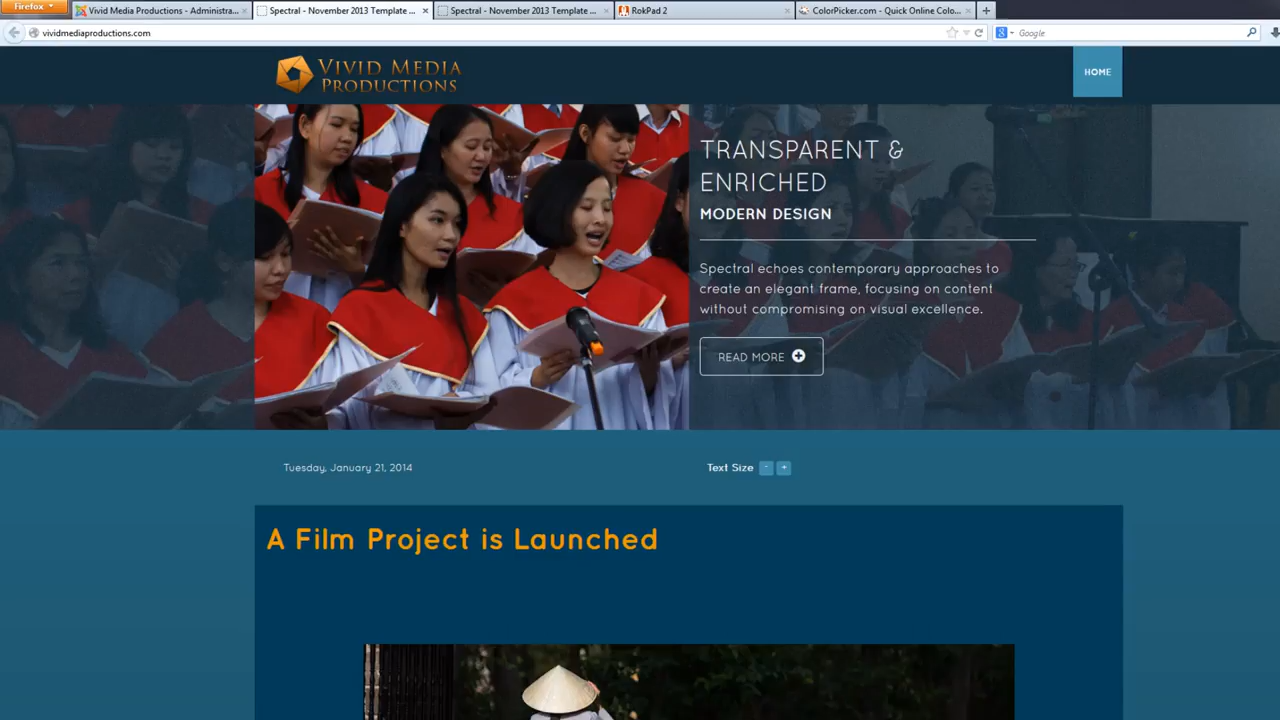 Firefox
Vivid Media Productions - Administra...
Spectral - November 2013 Template ...
Spectral - November 2013 Template ...
RokPad 2
ColorPicker.com - Quick Online Colo...
vividmediaproductions.com
Google
VIVID MEDIA
PRODUCTIONS
HOME
TRANSPARENT &
ENRICHED
MODERN DESIGN
Spectral echoes contemporary approaches to
create an elegant frame, focusing on content
without compromising on visual excellence.
READ MORE
Tuesday, January 21, 2014
Text Size - +
A Film Project is Launched